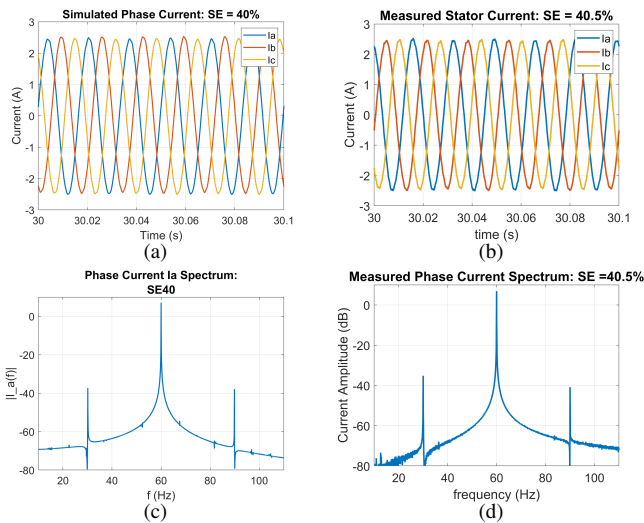 Simulated Phase Current: SE = 40%
3
2
1
0
-1
-2
-3
Current (A)
Ia
Ib
Ic
30
30.02
30.04
30.06
30.08
30.1
Time (s)
(a)
Measured Stator Current: SE = 40.5%
3
2
1
0
-1
-2
-3
Current (A)
Ia
Ib
Ic
30
30.02
30.04
30.06
30.08
30.1
time (s)
(b)
Phase Current Ia Spectrum:
SE40
0
-20
-40
-60
-80
|I_a(f)|
20
40
60
80
100
f (Hz)
(c)
Measured Phase Current Spectrum: SE =40.5%
0
-20
-40
-60
-80
Current Amplitude (dB)
20
40
60
80
100
frequency (Hz)
(d)